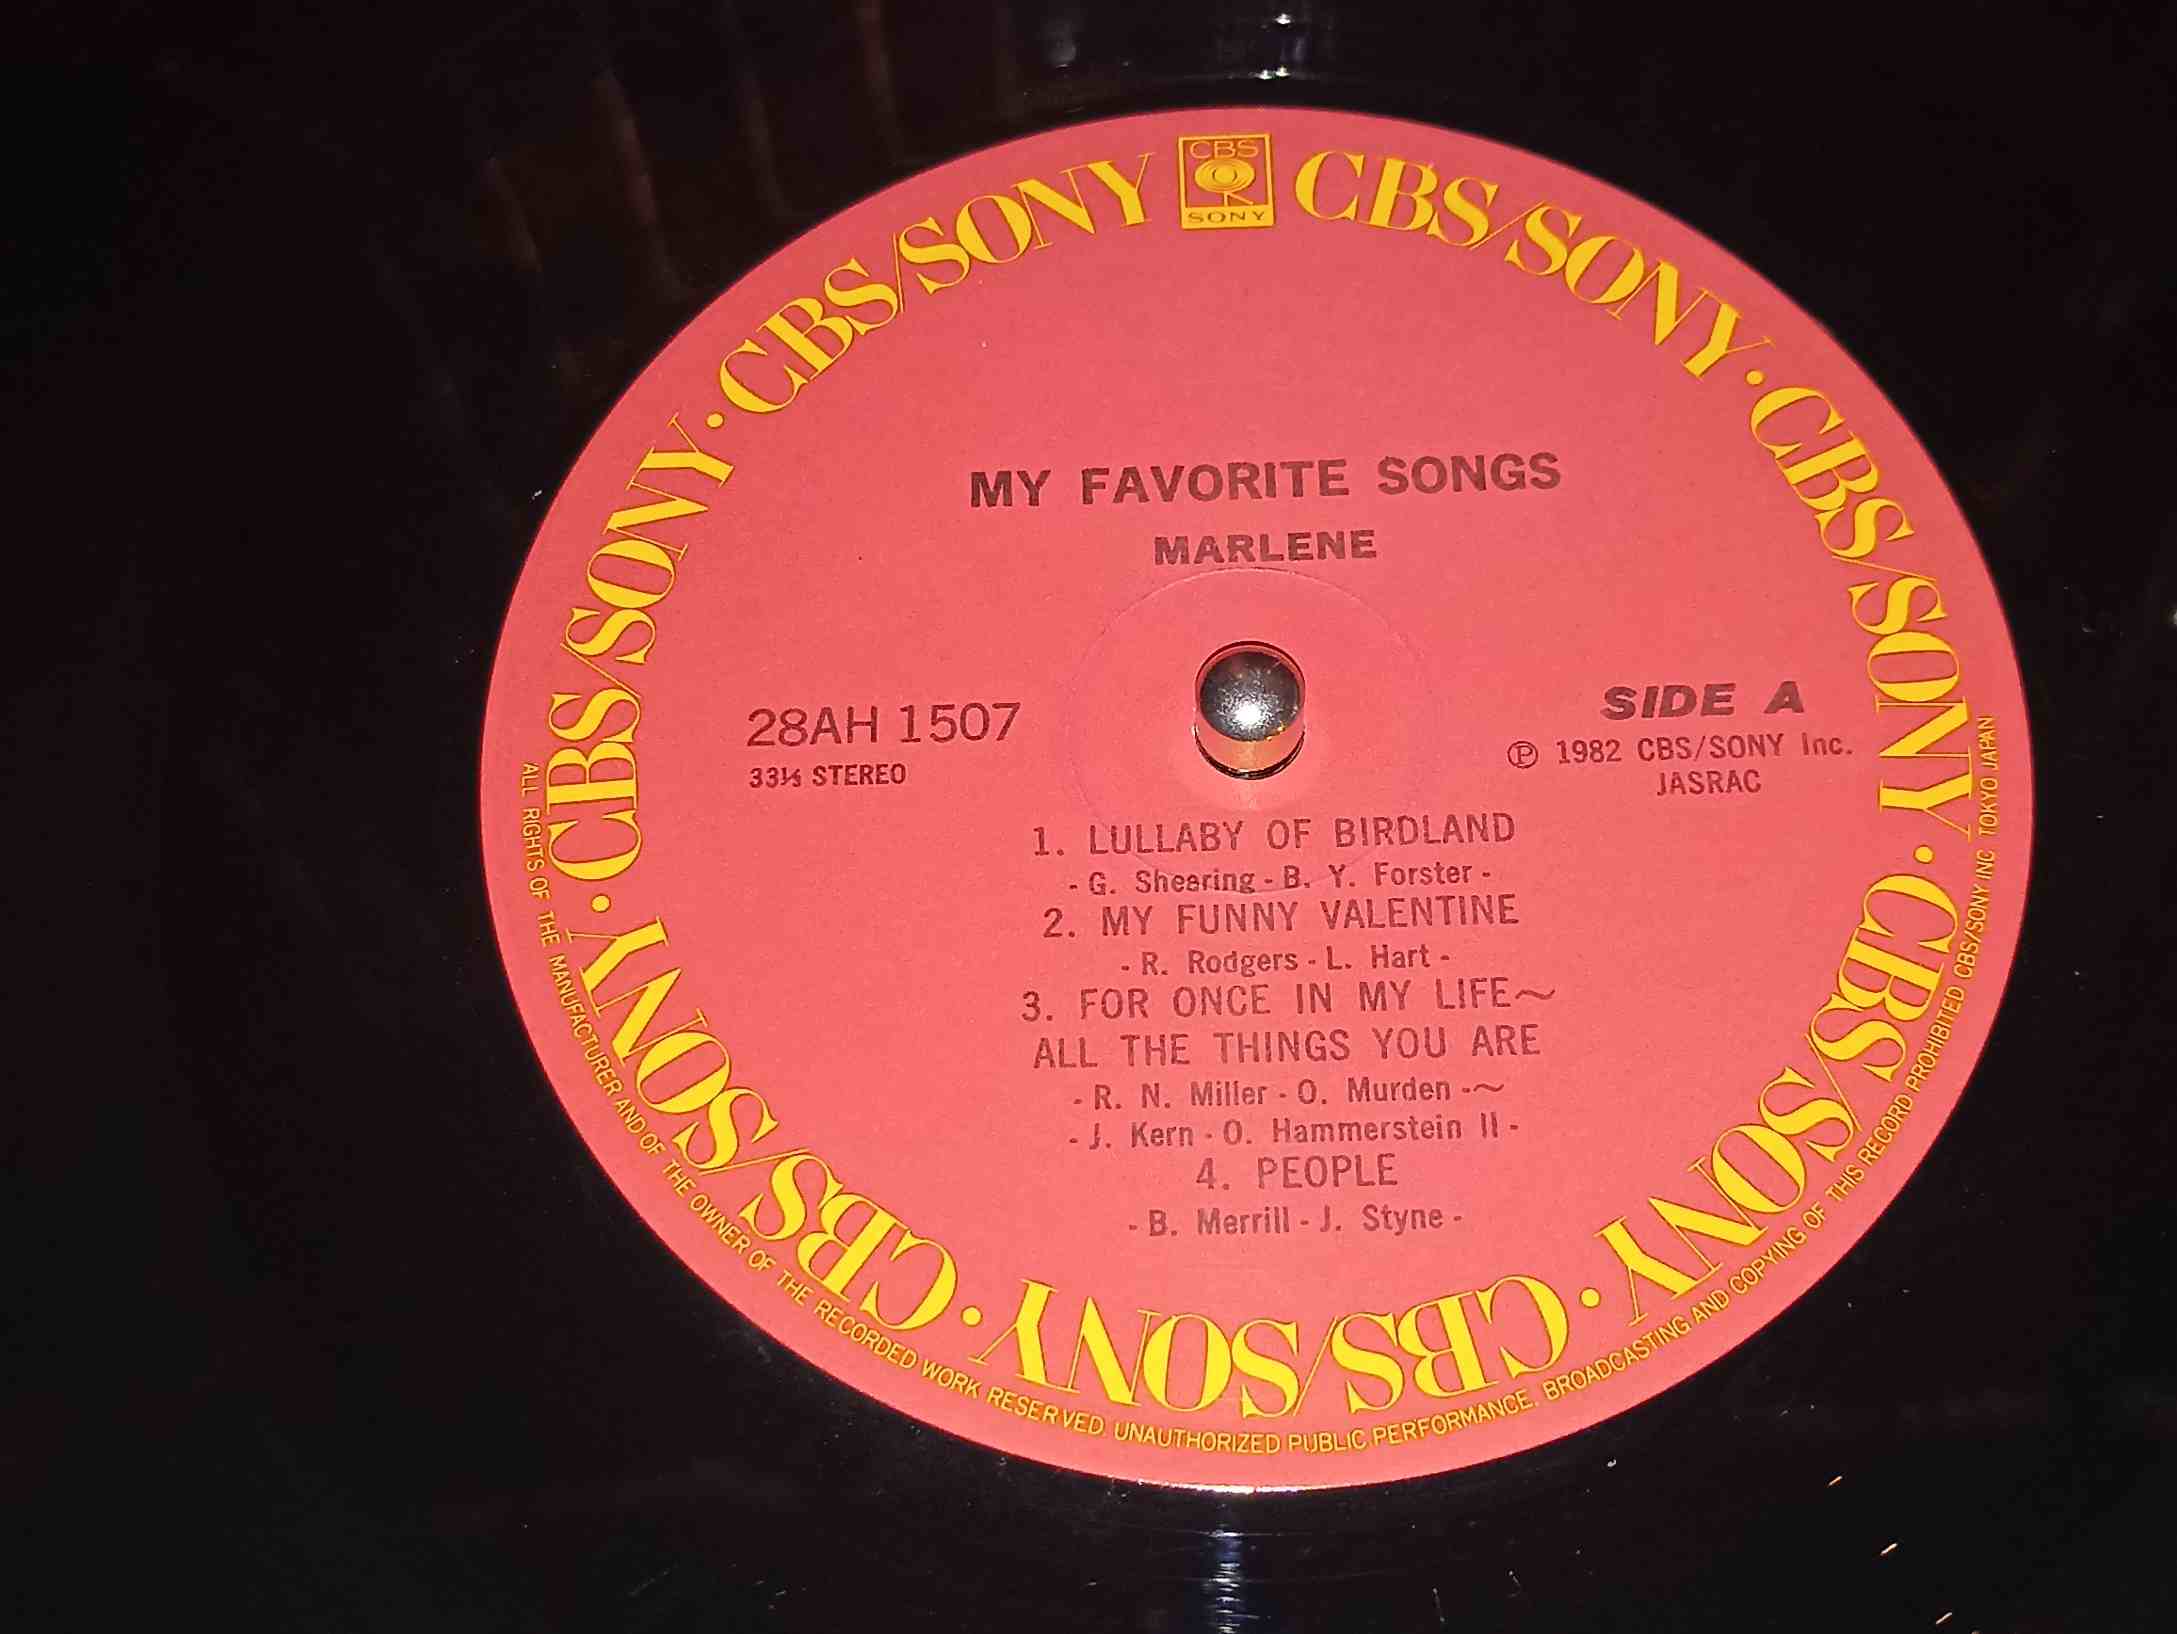 CBS
SONY
CBS/SONY · CBS/SONY · CBS/SONY · CBS/SONY · CBS/SONY · CBS/SONY · CBS/SONY · CBS/SONY
MY FAVORITE SONGS
MARLENE
28AH 1507
33⅓ STEREO
SIDE A
Ⓟ 1982 CBS/SONY Inc.
JASRAC
1. LULLABY OF BIRDLAND
- G. Shearing - B. Y. Forster -
2. MY FUNNY VALENTINE
- R. Rodgers - L. Hart -
3. FOR ONCE IN MY LIFE~
ALL THE THINGS YOU ARE
- R. N. Miller - O. Murden -~
- J. Kern - O. Hammerstein II -
4. PEOPLE
- B. Merrill - J. Styne -
ALL RIGHTS OF THE MANUFACTURER AND OF THE OWNER OF THE RECORDED WORK RESERVED. UNAUTHORIZED PUBLIC PERFORMANCE, BROADCASTING AND COPYING OF THIS RECORD PROHIBITED CBS/SONY INC. TOKYO JAPAN